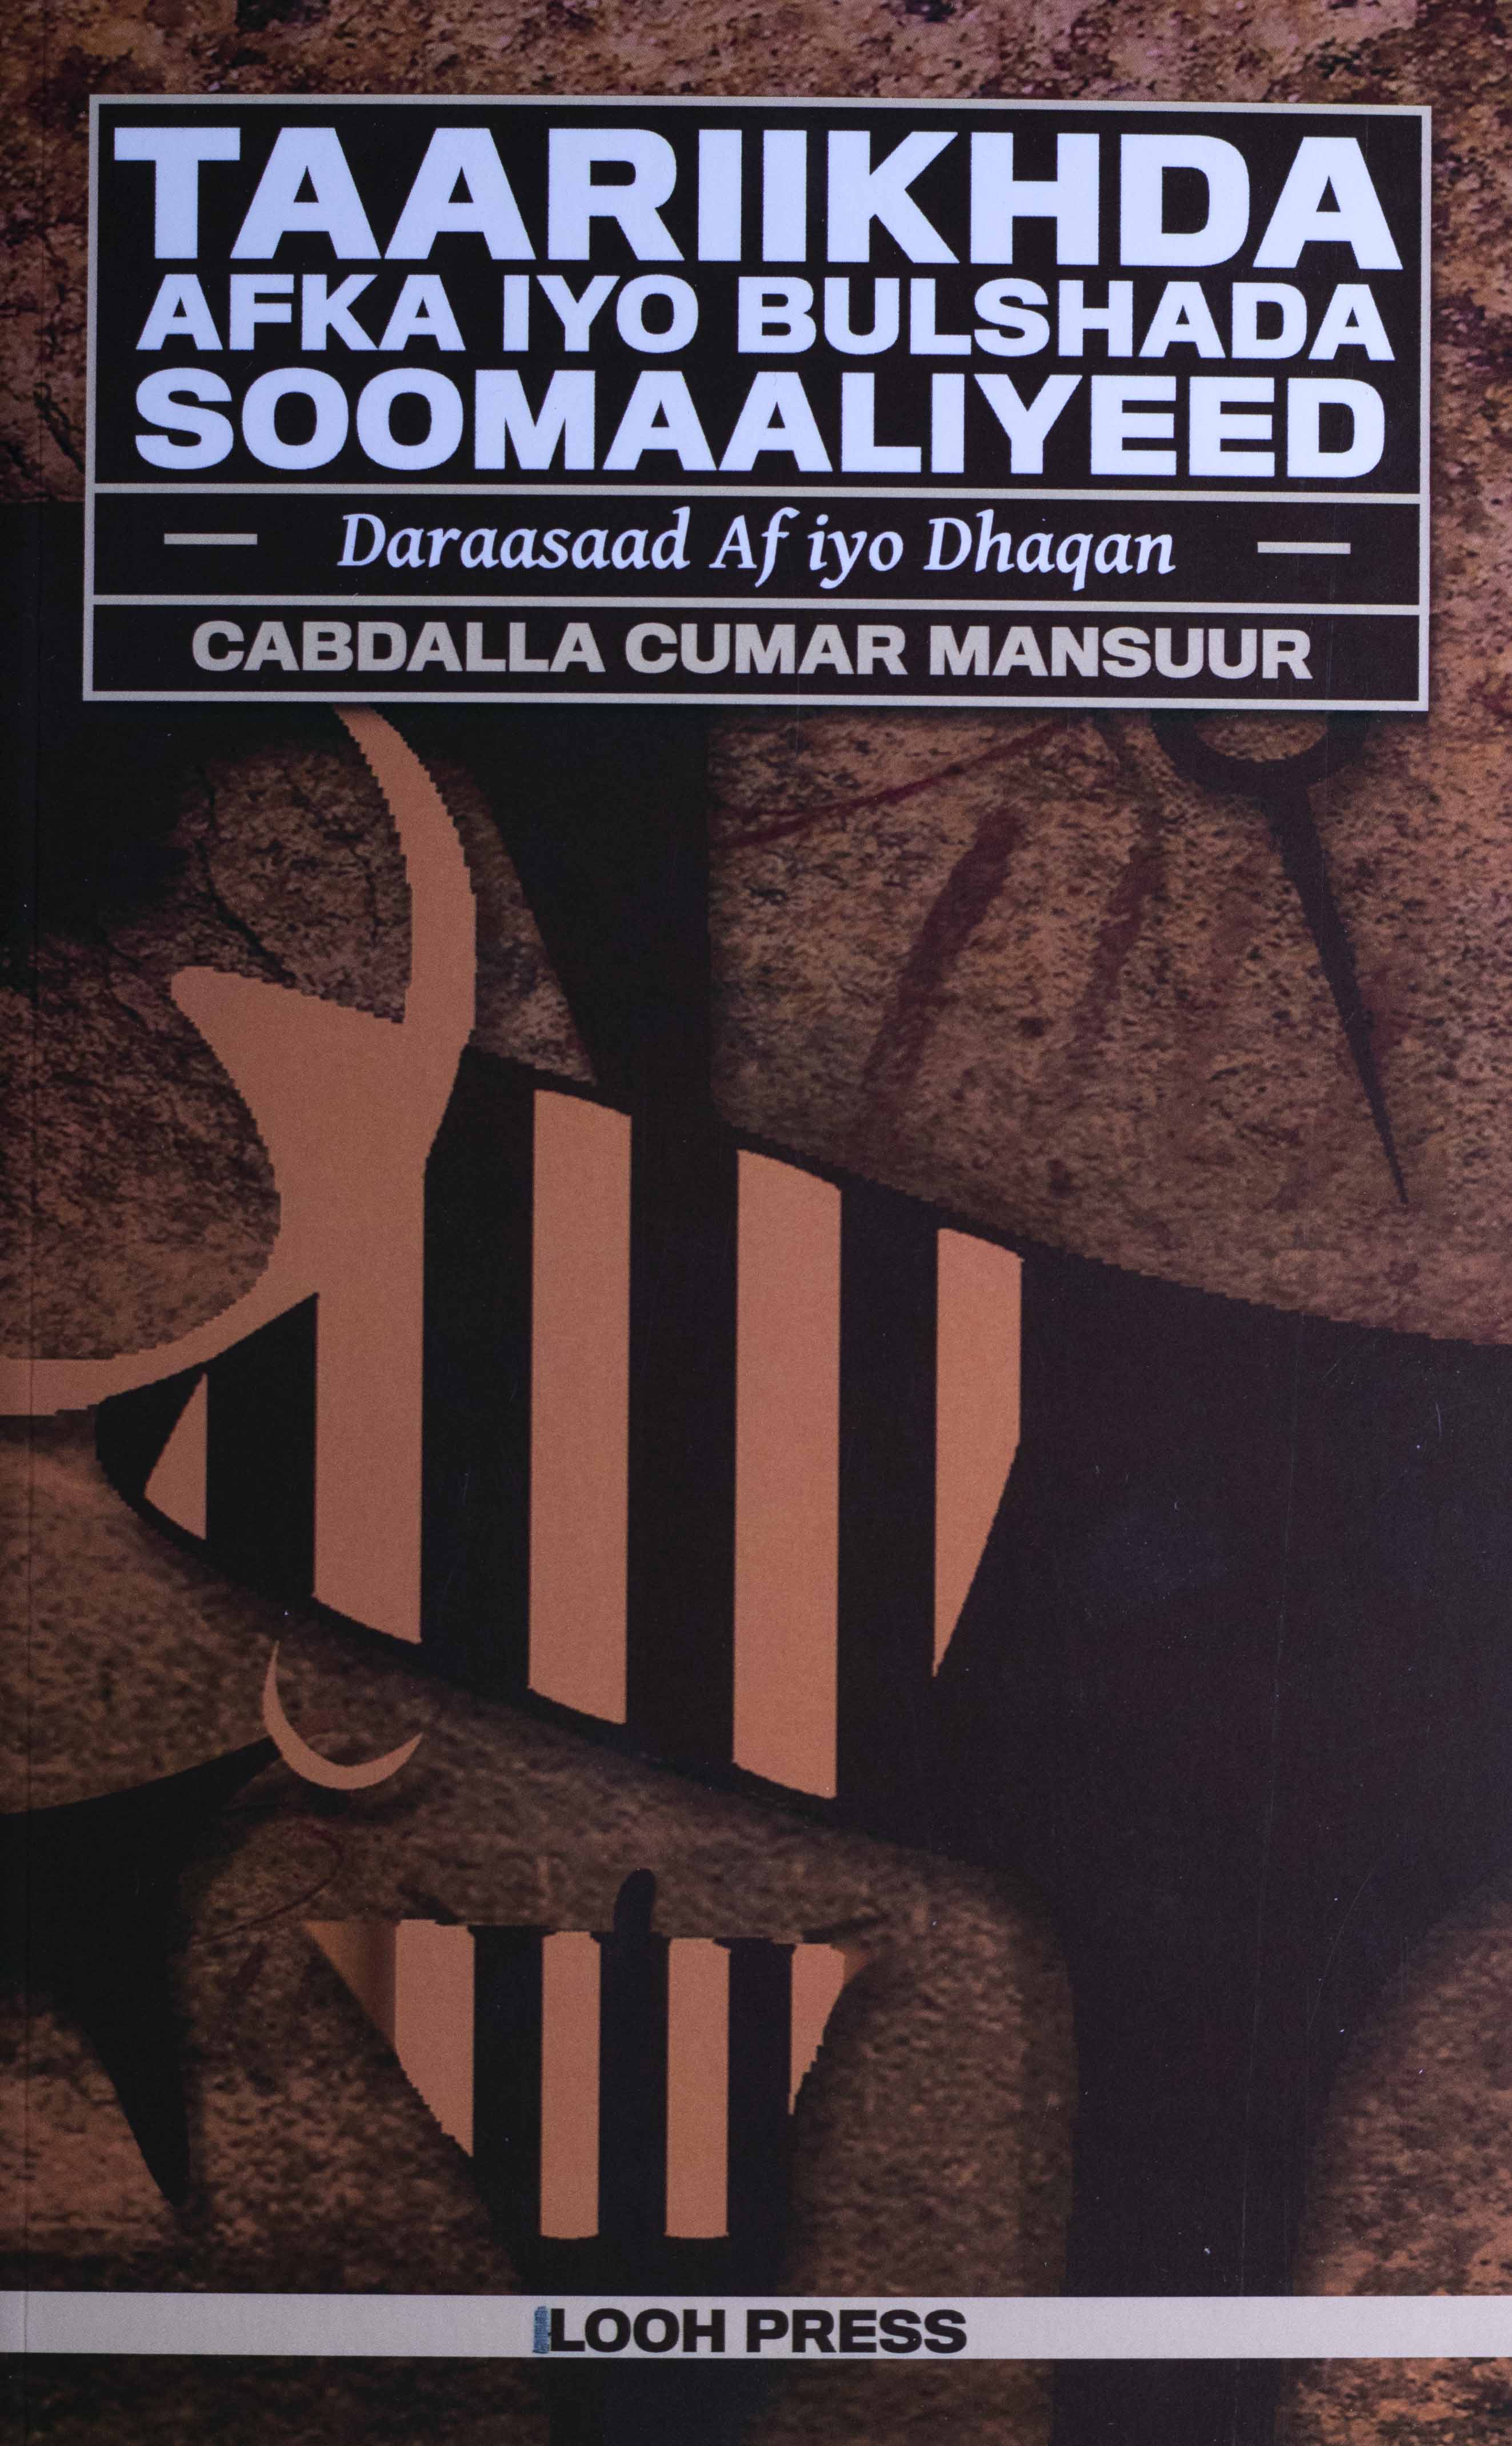 TAARIIKHDA
AFKA IYO BULSHADA
SOOMAALIYEED
Daraasaad Af iyo Dhaqan
CABDALLA CUMAR MANSUUR
LOOH PRESS